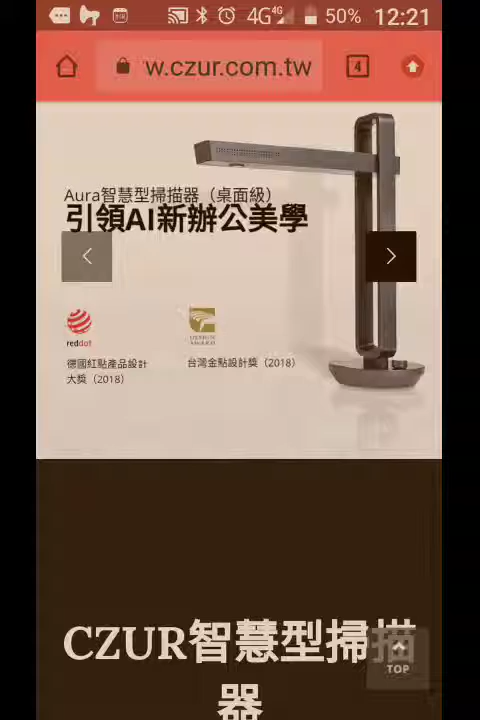 50% 12:21
4G 4G
w.czur.com.tw
4
Aura智慧型掃描器（桌面級）
引領AI新辦公美學
reddot
德國紅點產品設計
大獎（2018）
台灣金點設計獎（2018）
CZUR智慧型掃描
器
TOP